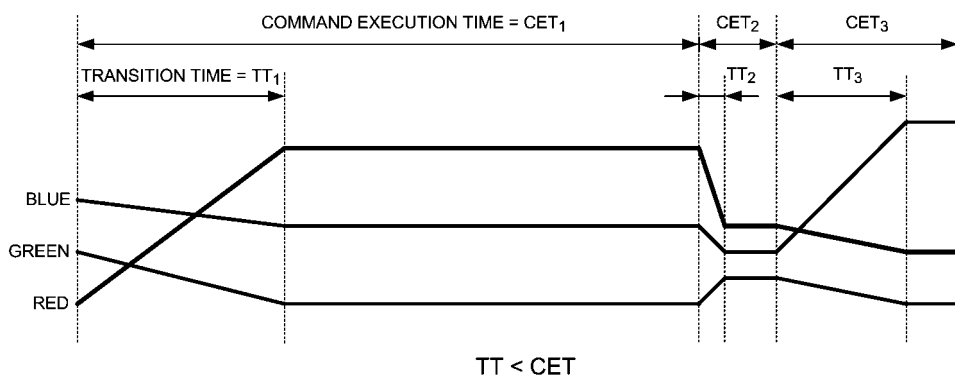 COMMAND EXECUTION TIME = CET₁
CET₂
CET₃
TRANSITION TIME = TT₁
TT₂
TT₃
BLUE
GREEN
RED
TT < CET